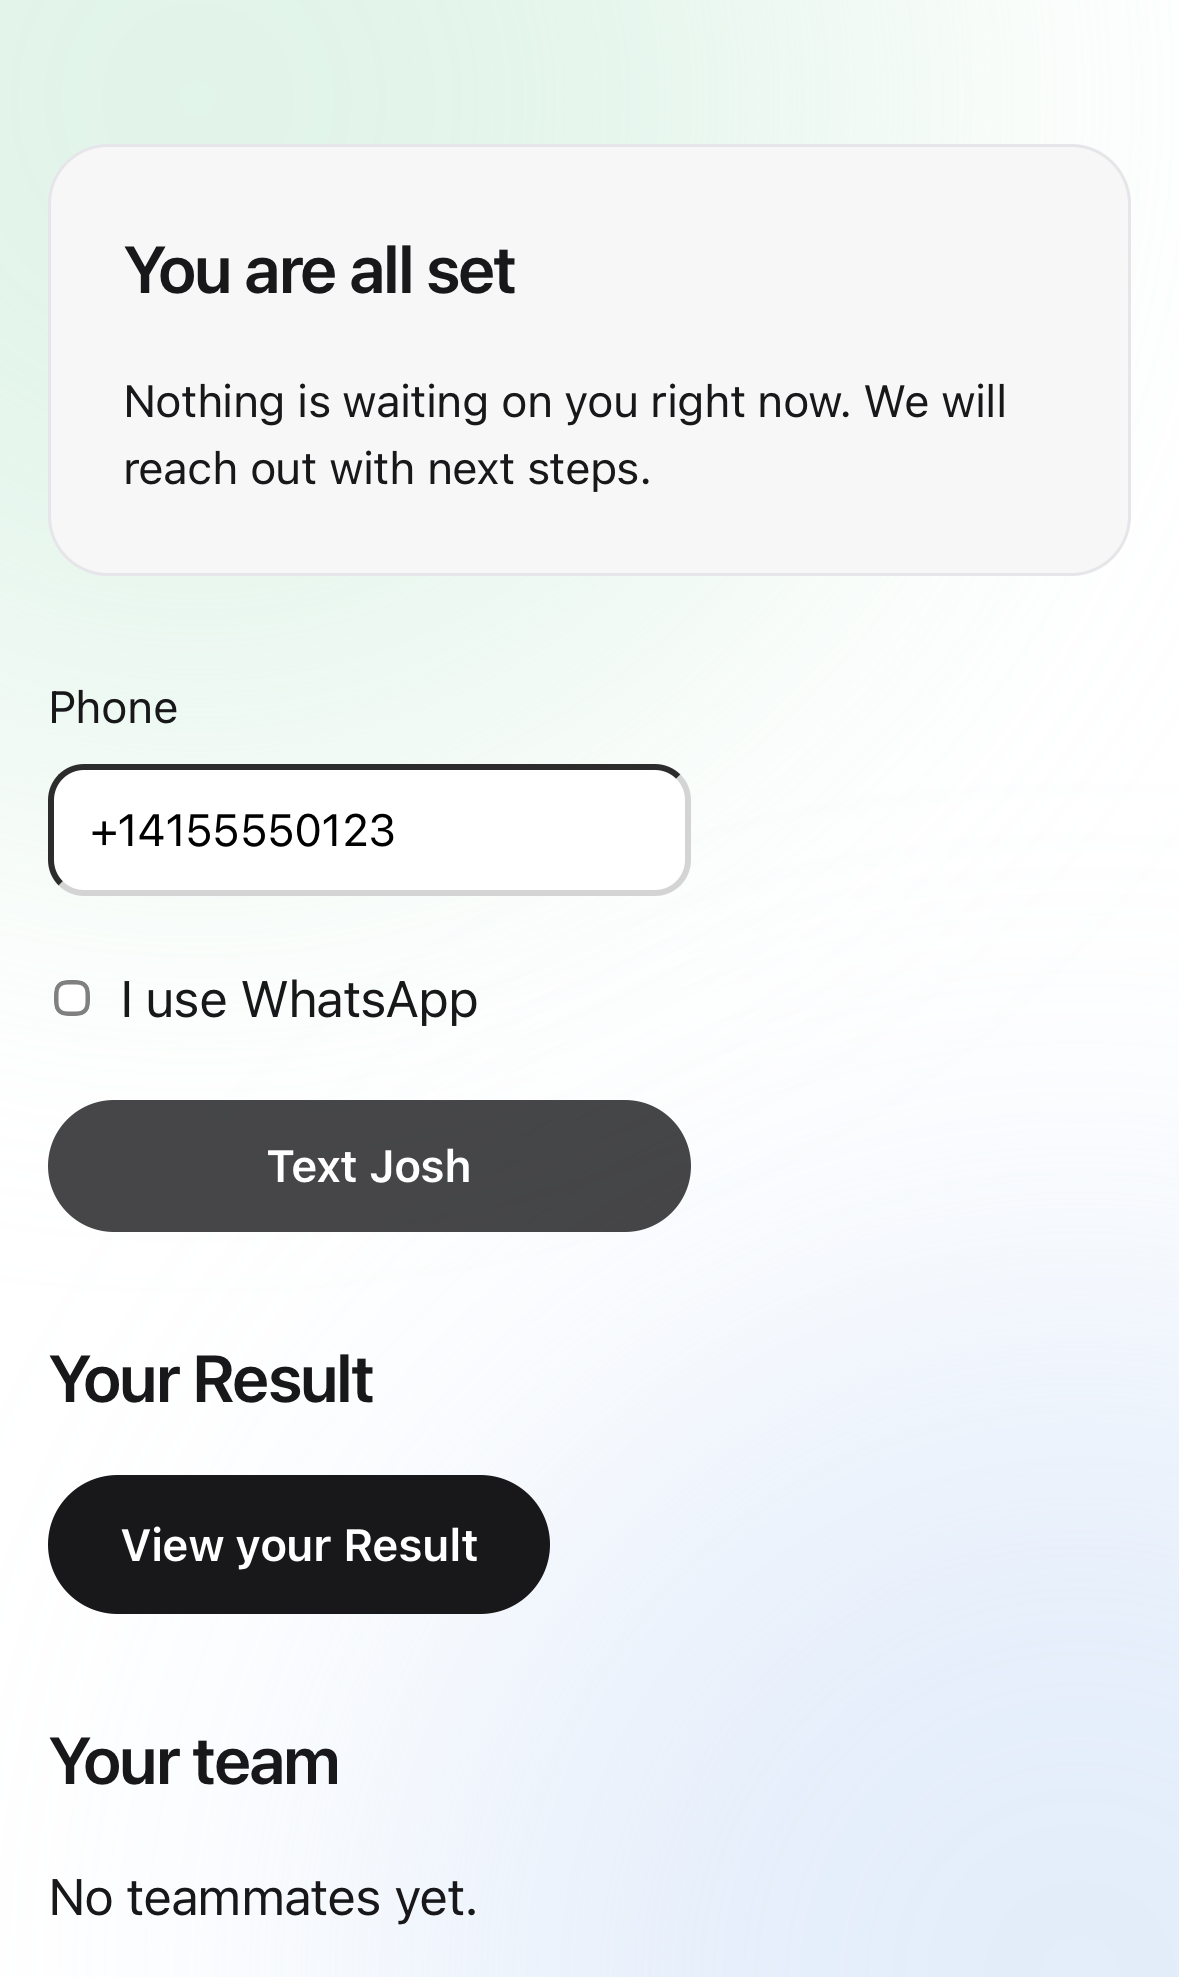 You are all set
Nothing is waiting on you right now. We will
reach out with next steps.
Phone
+14155550123
I use WhatsApp
Text Josh
Your Result
View your Result
Your team
No teammates yet.